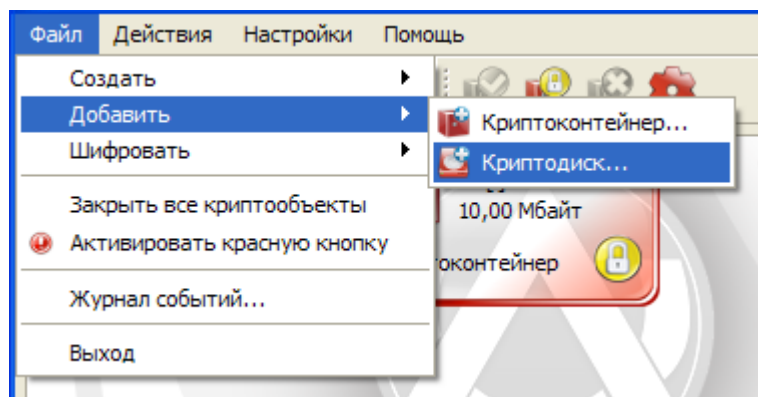 Файл Действия Настройки Помощь
Создать
Добавить
Шифровать
Закрыть все криптообъекты
Активировать красную кнопку
Журнал событий...
Выход
Криптоконтейнер...
Криптодиск...
10,00 Мбайт
оконтейнер